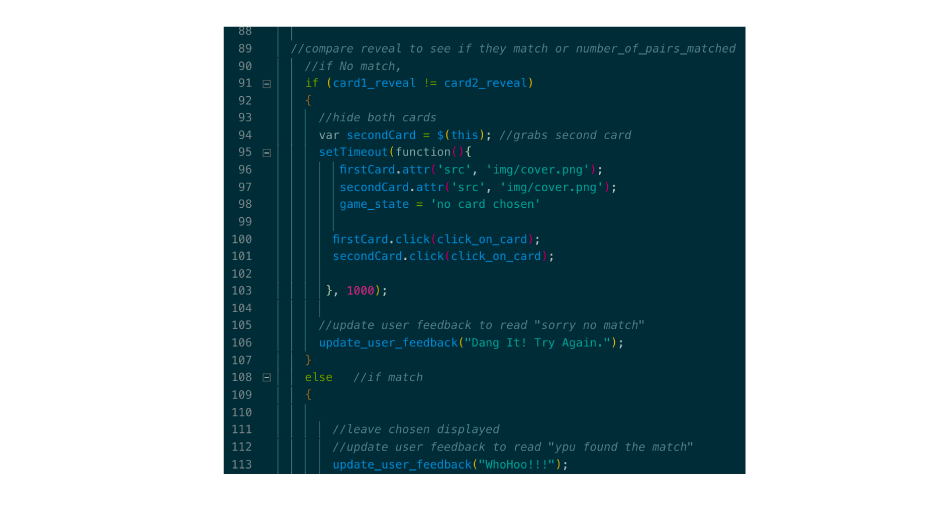 88
89 //compare reveal to see if they match or number_of_pairs_matched
90 //if No match,
91 if (card1_reveal != card2_reveal)
92 {
93 //hide both cards
94 var secondCard = $(this); //grabs second card
95 setTimeout(function(){
96 firstCard.attr('src', 'img/cover.png');
97 secondCard.attr('src', 'img/cover.png');
98 game_state = 'no card chosen'
99
100 firstCard.click(click_on_card);
101 secondCard.click(click_on_card);
102
103 }, 1000);
104
105 //update user feedback to read "sorry no match"
106 update_user_feedback("Dang It! Try Again.");
107 }
108 else //if match
109 {
110
111 //leave chosen displayed
112 //update user feedback to read "ypu found the match"
113 update_user_feedback("WhoHoo!!!");